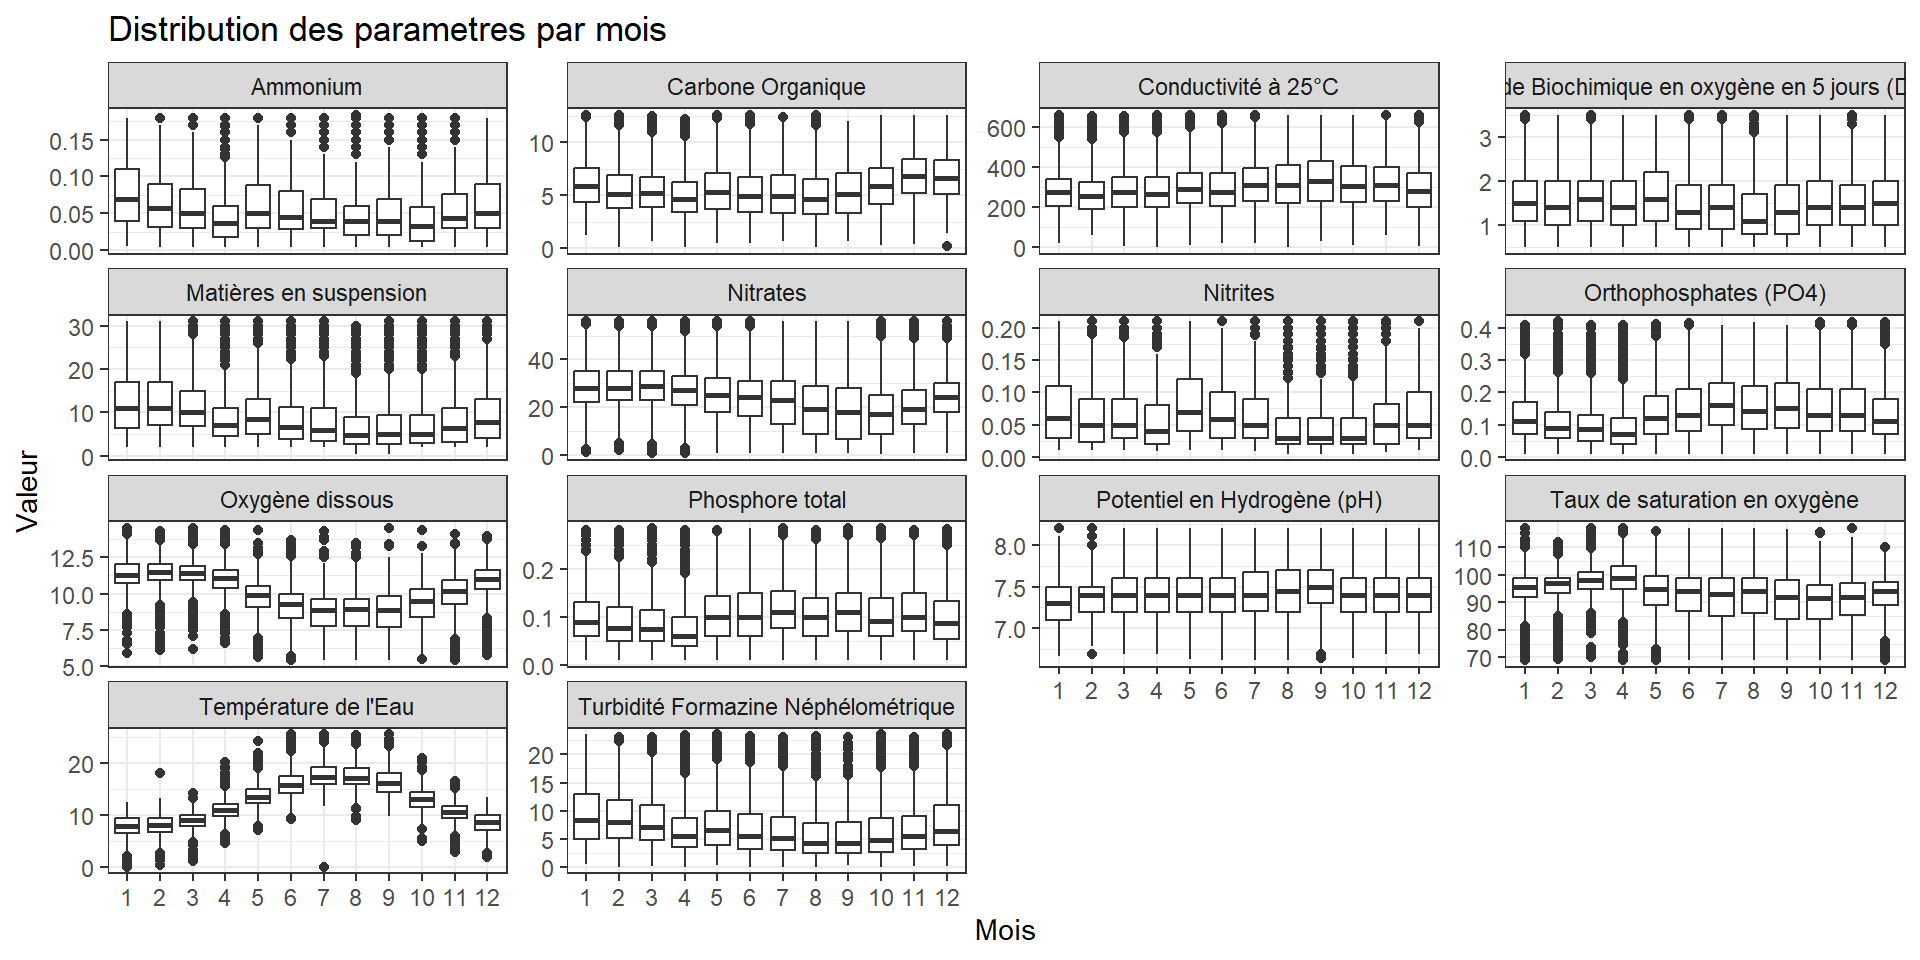 Distribution des parametres par mois
Ammonium
Carbone Organique
Conductivité à 25°C
de Biochimique en oxygène en 5 jours (D
0.15
0.10
0.05
0.00
10
5
0
600
400
200
0
3
2
1
Matières en suspension
Nitrates
Nitrites
Orthophosphates (PO4)
30
20
10
0
40
20
0
0.20
0.15
0.10
0.05
0.00
0.4
0.3
0.2
0.1
0.0
Oxygène dissous
Phosphore total
Potentiel en Hydrogène (pH)
Taux de saturation en oxygène
12.5
10.0
7.5
5.0
0.2
0.1
0.0
8.0
7.5
7.0
110
100
90
80
70
1 2 3 4 5 6 7 8 9 10 11 12
1 2 3 4 5 6 7 8 9 10 11 12
Température de l'Eau
Turbidité Formazine Néphélométrique
20
10
0
20
15
10
5
0
1 2 3 4 5 6 7 8 9 10 11 12
1 2 3 4 5 6 7 8 9 10 11 12
Valeur
Mois